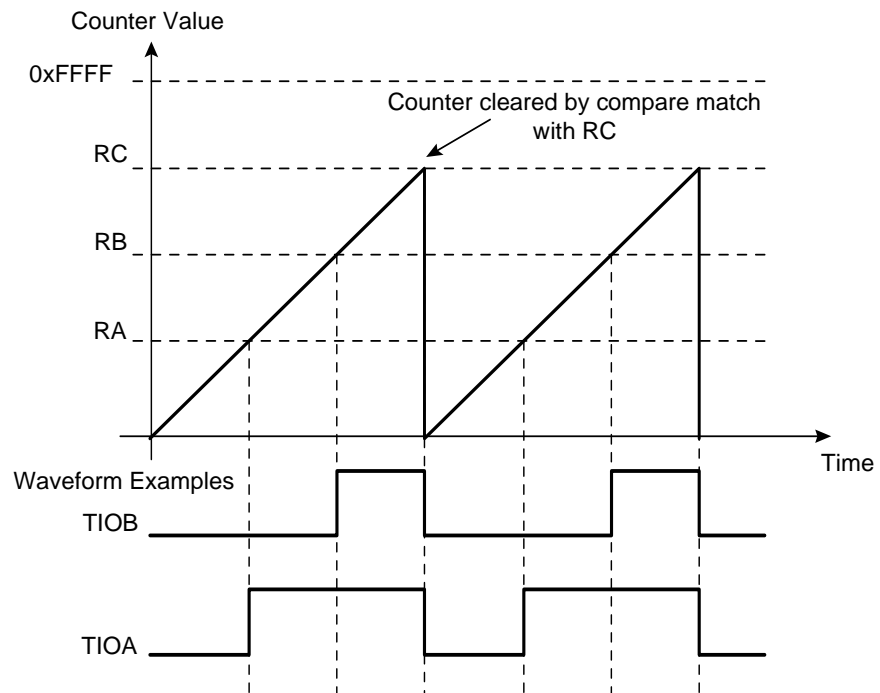 Counter Value
0xFFFF
Counter cleared by compare match
with RC
RC
RB
RA
Time
Waveform Examples
TIOB
TIOA